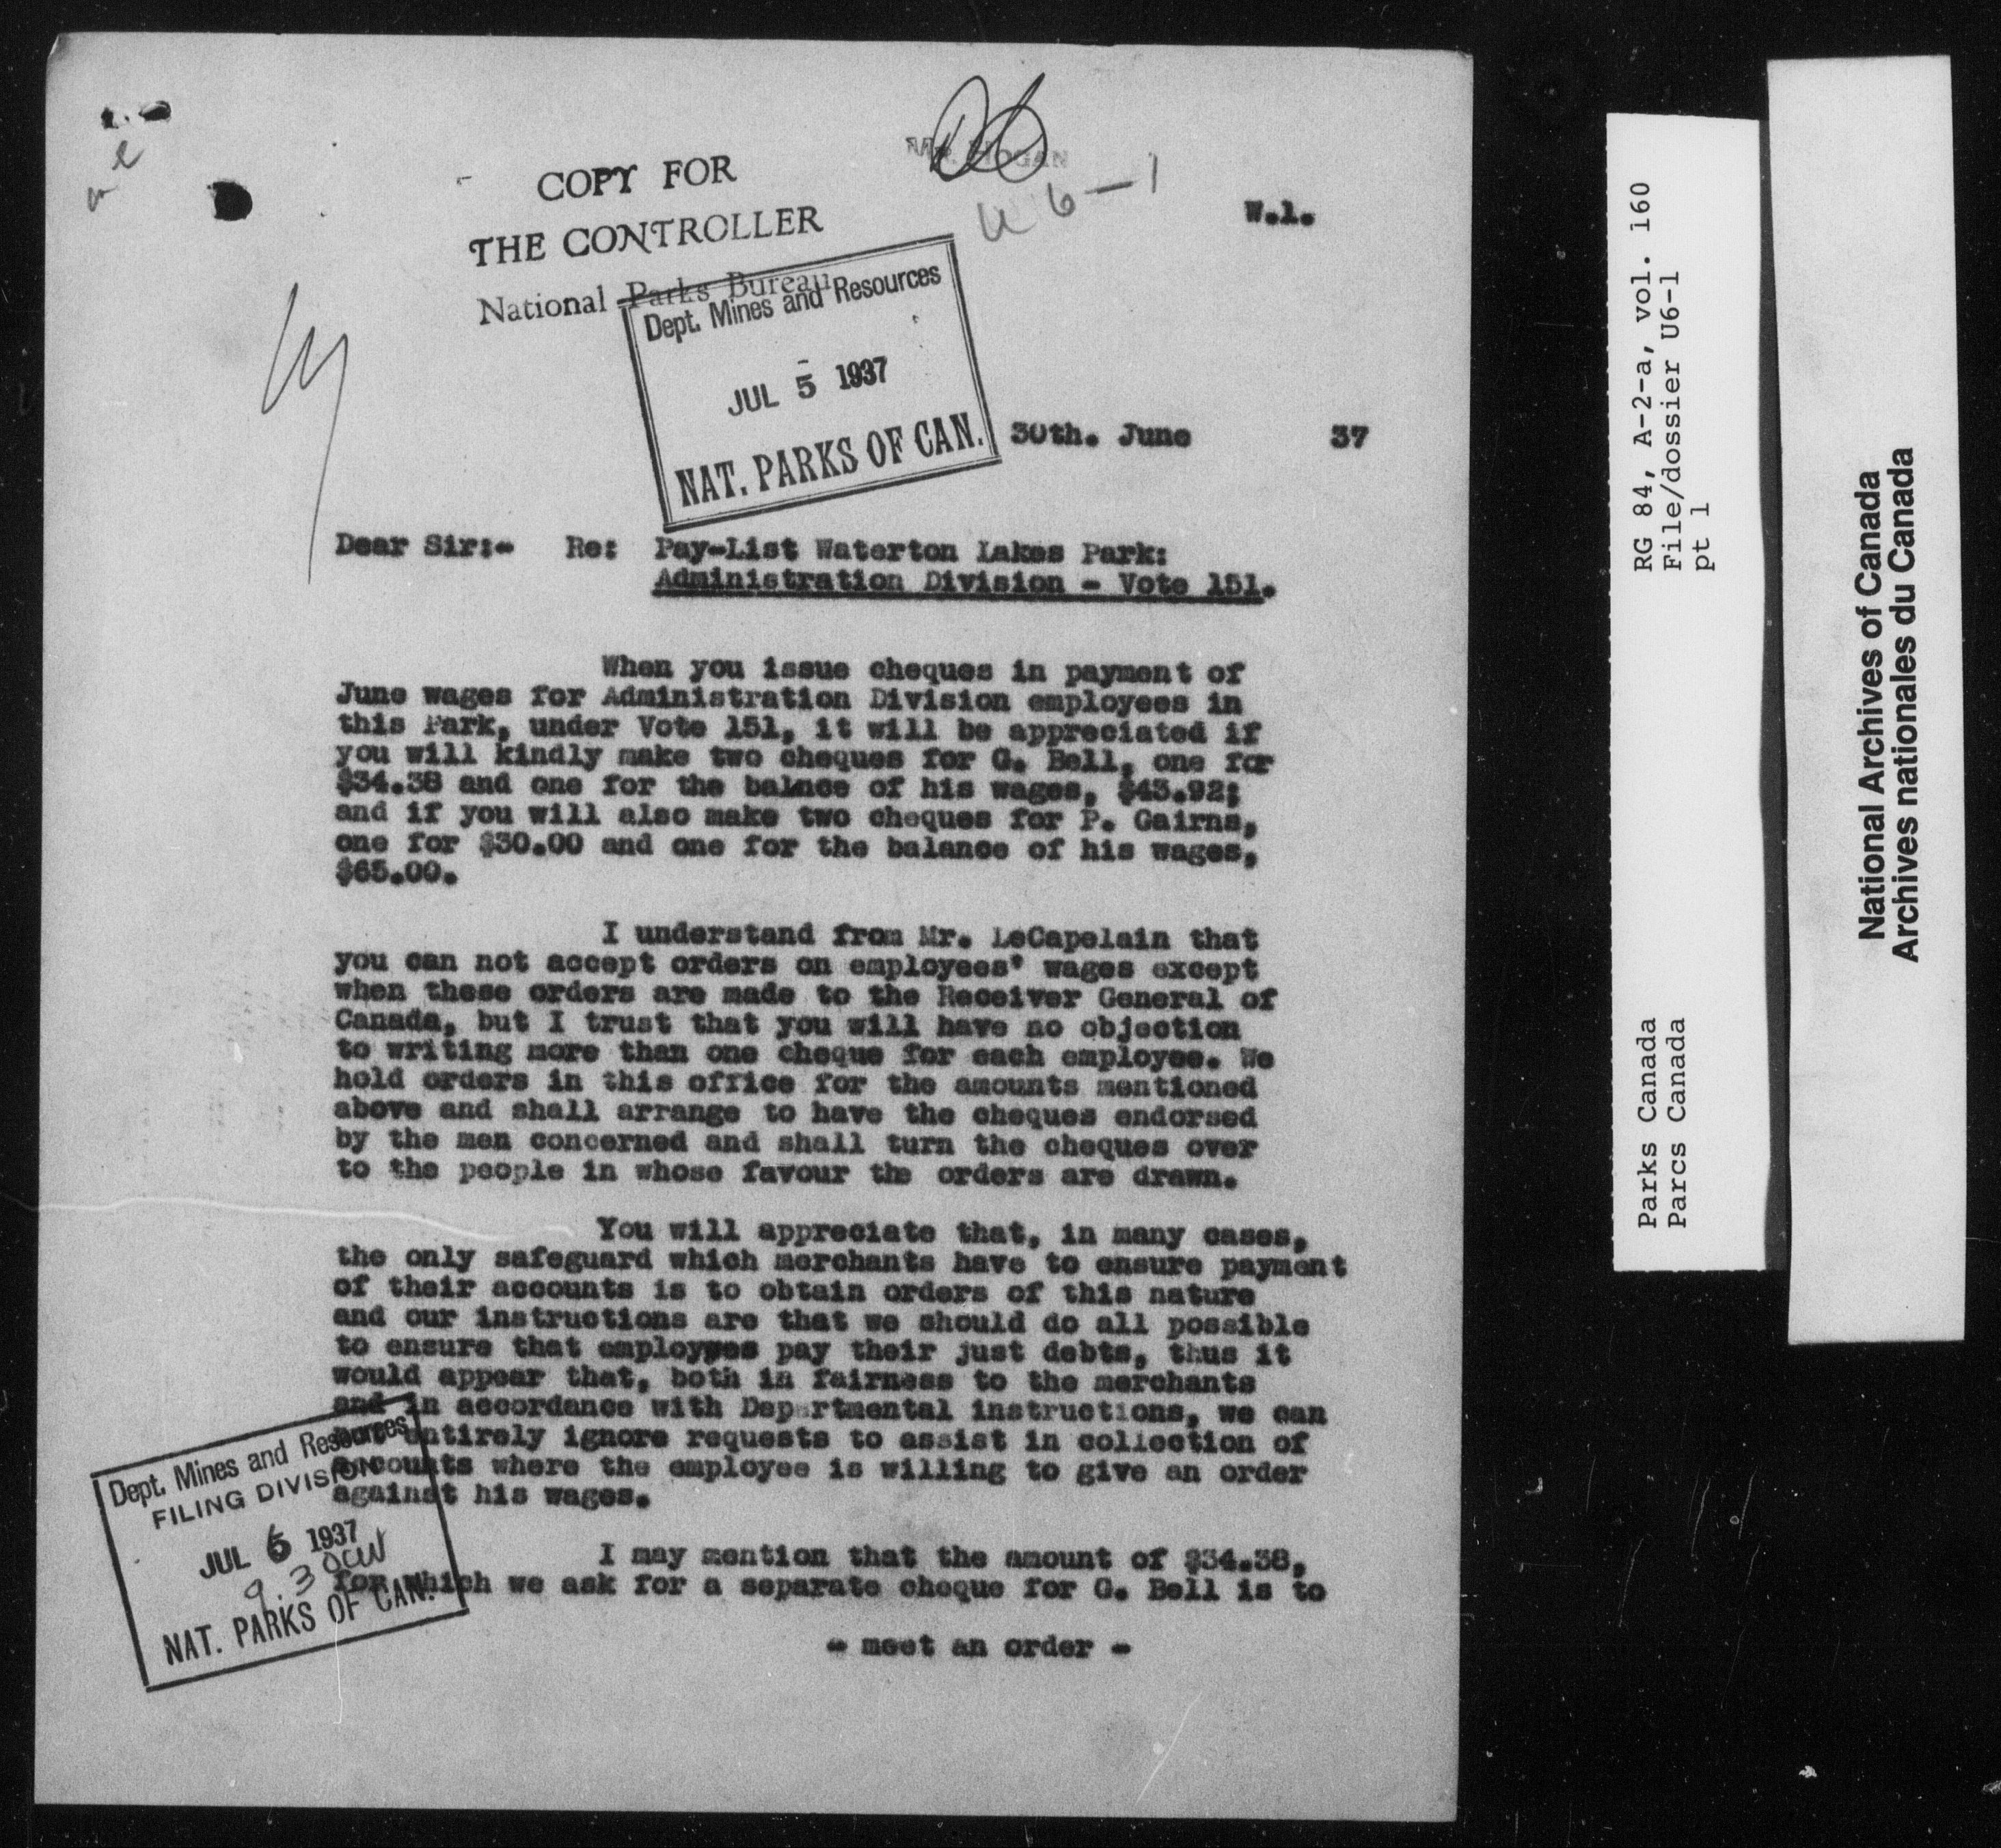 COPY FOR
THE CONTROLLER
National Parks Bureau
6-1
W.1.
Dept. Mines and Resources
JUL 5 1937
NAT. PARKS OF CAN.
30th. June 37
Dear Sir:- Re: Pay-List Waterton Lakes Park:
Administration Division - Vote 151.
When you issue cheques in payment of
June wages for Administration Division employees in
this Park, under Vote 151, it will be appreciated if
you will kindly make two cheques for G. Bell, one for
$34.38 and one for the balnce of his wages, $43.92;
and if you will also make two cheques for P. Gairns,
one for $30.00 and one for the balance of his wages,
$65.00.
I understand from Mr. LeCapelain that
you can not accept orders on employees' wages except
when these orders are made to the Receiver General of
Canada, but I trust that you will have no objection
to writing more than one cheque for each employee. We
hold orders in this office for the amounts mentioned
above and shall arrange to have the cheques endorsed
by the men concerned and shall turn the cheques over
to the people in whose favour the orders are drawn.
You will appreciate that, in many cases,
the only safeguard which merchants have to ensure payment
of their accounts is to obtain orders of this nature
and our instructions are that we should do all possible
to ensure that employees pay their just debts, thus it
would appear that, both in fairness to the merchants
and in accordance with Departmental instructions, we can
not entirely ignore requests to assist in collection of
accounts where the employee is willing to give an order
against his wages.
I may mention that the amount of $34.38,
for which we ask for a separate cheque for G. Bell is to
- meet an order -
Dept. Mines and Resources
FILING DIVISION
JUL 6 1937
9.30
NAT. PARKS OF CAN.
RG 84, A-2-a, vol. 160
File/dossier U6-1
pt 1
Parks Canada
Parcs Canada
National Archives of Canada
Archives nationales du Canada